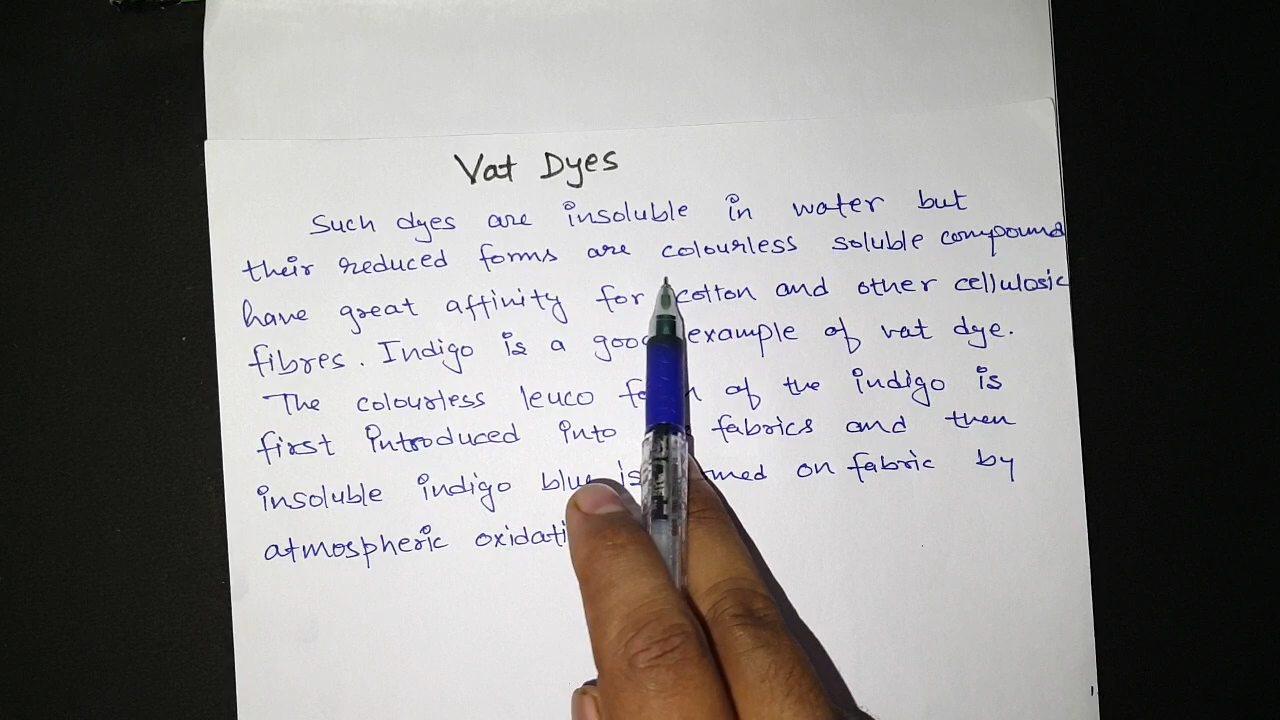 Vat Dyes
Such dyes are insoluble in water but
their reduced forms are colourless soluble compound
have great affinity for cotton and other cellulosic
fibres. Indigo is a good example of vat dye.
The colourless leuco of the indigo is
first introduced into fabrics and then
insoluble indigo blue is on fabric by
atmospheric